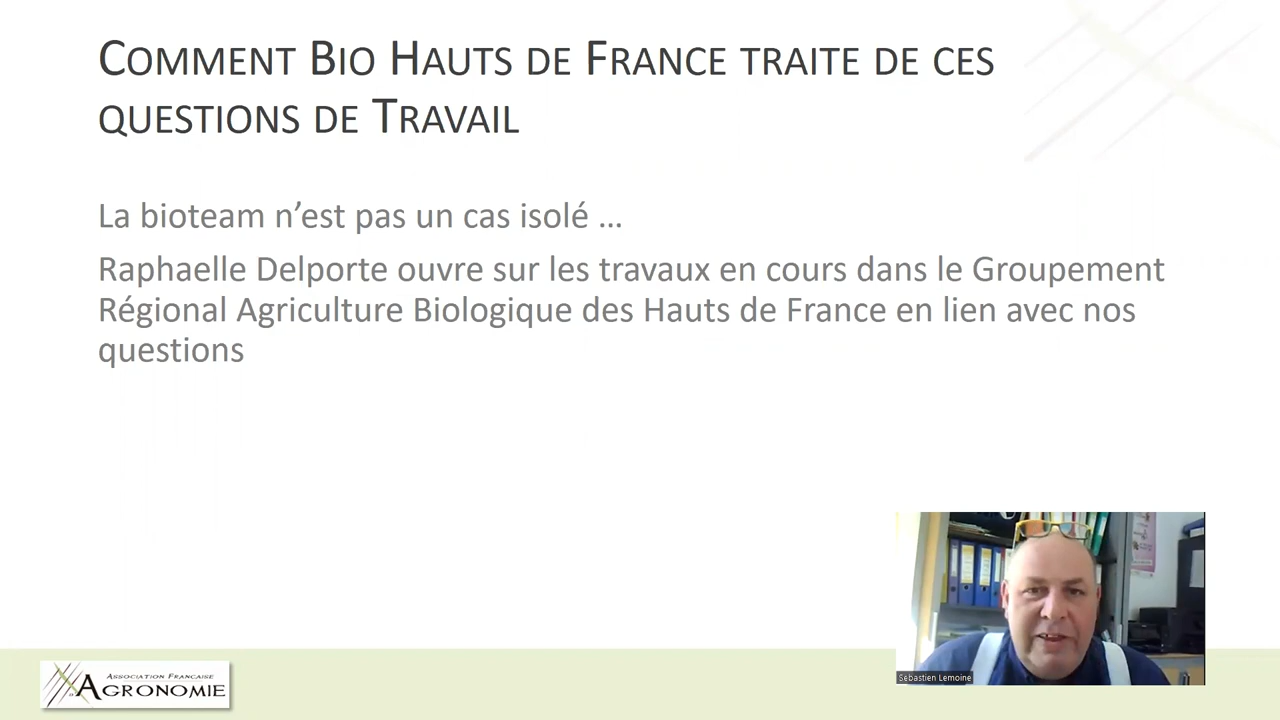 Comment Bio Hauts de France traite de ces
questions de Travail
La bioteam n’est pas un cas isolé ...
Raphaelle Delporte ouvre sur les travaux en cours dans le Groupement
Régional Agriculture Biologique des Hauts de France en lien avec nos
questions
Sebastien Lemoine
Association Française
Agronomie